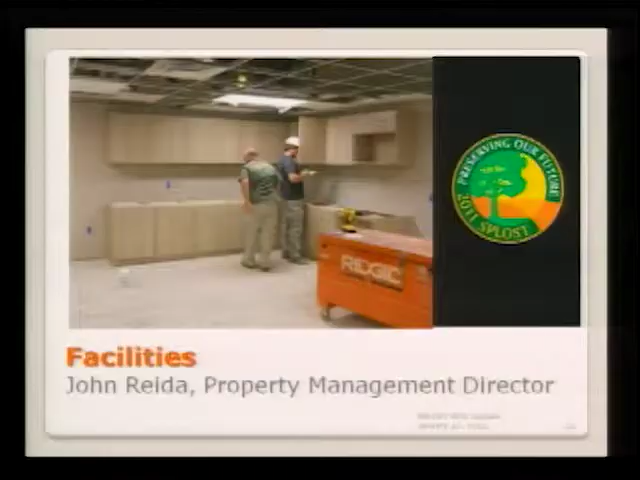 PRESERVING OUR FUTURE
2011 SPLOST
RIDGID
Facilities
John Reida, Property Management Director